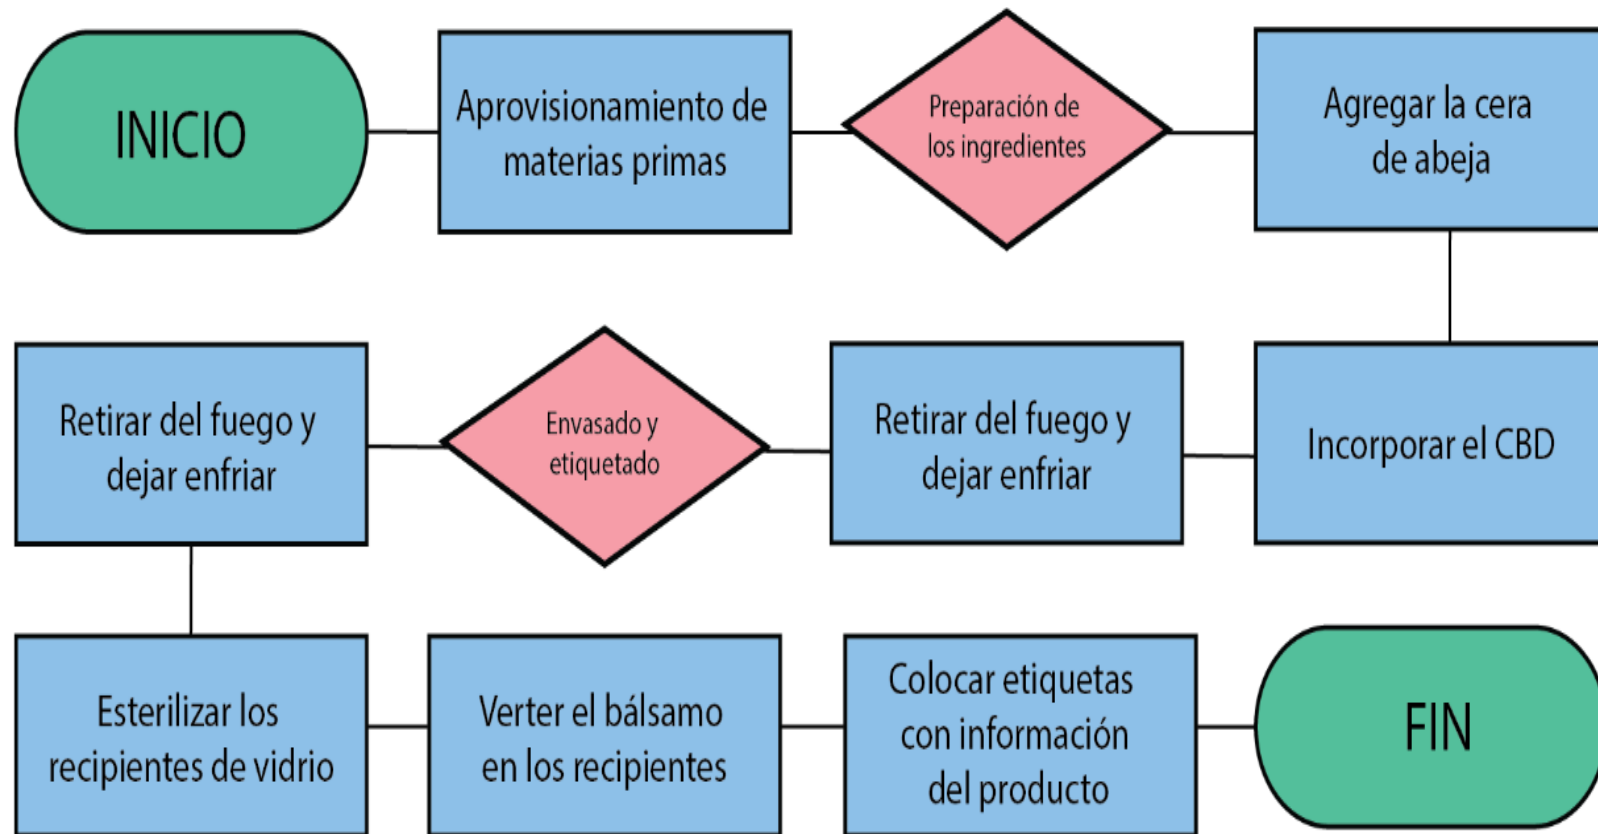 INICIO
Aprovisionamiento de
materias primas
Preparación de
los ingredientes
Agregar la cera
de abeja
Retirar del fuego y
dejar enfriar
Envasado y
etiquetado
Retirar del fuego y
dejar enfriar
Incorporar el CBD
Esterilizar los
recipientes de vidrio
Verter el bálsamo
en los recipientes
Colocar etiquetas
con información
del producto
FIN